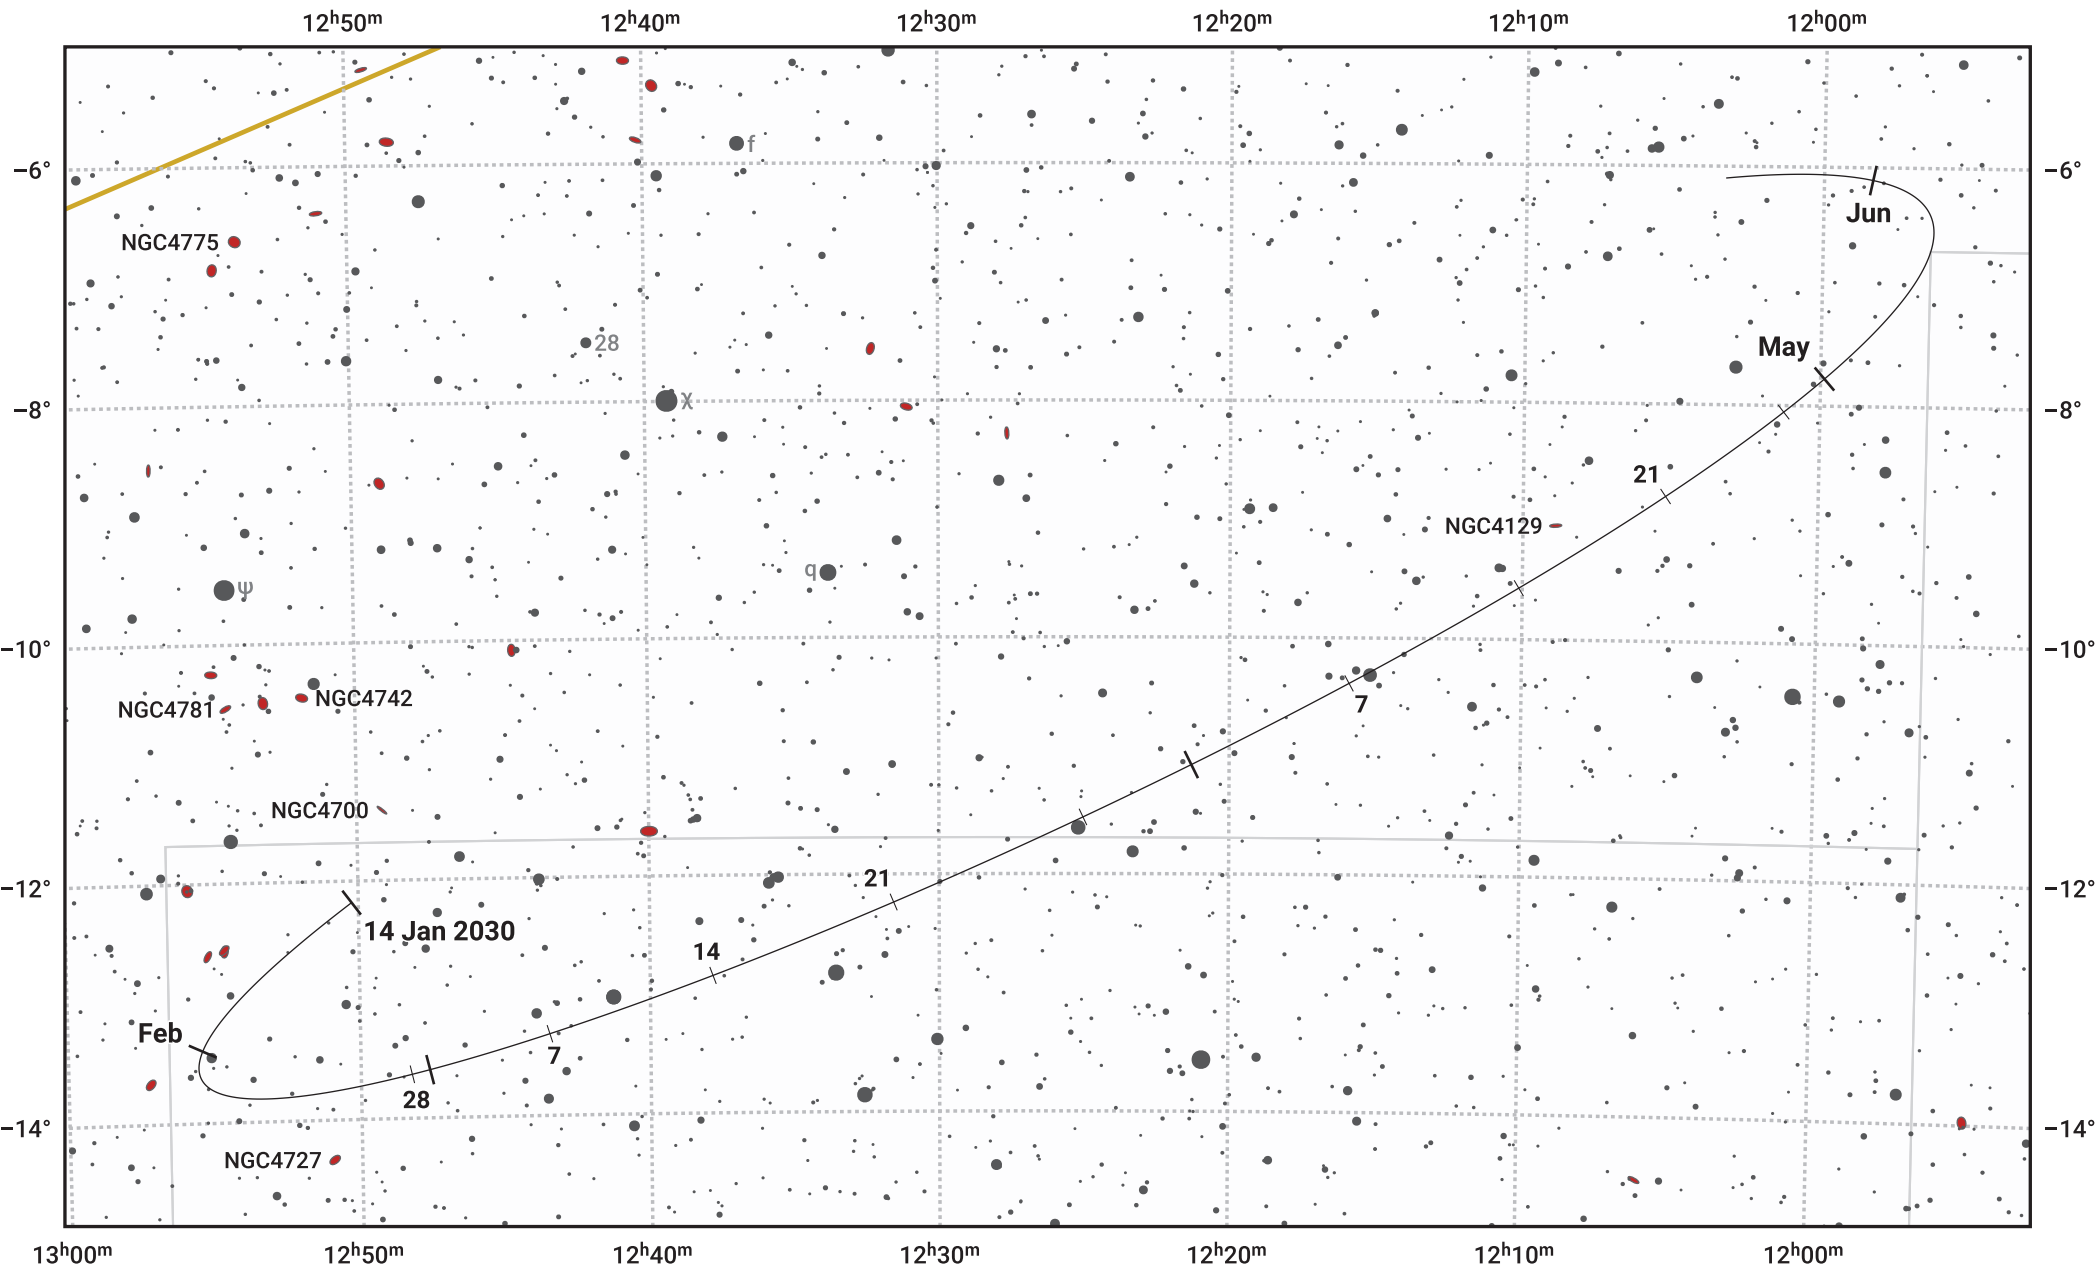 12ʰ50ᵐ 12ʰ40ᵐ 12ʰ30ᵐ 12ʰ20ᵐ 12ʰ10ᵐ 12ʰ00ᵐ
f
−6° −6°
Jun
NGC4775
28
May
χ
−8° −8°
21
NGC4129
q
ψ
−10° −10°
NGC4742
NGC4781
7
NGC4700
21
−12° −12°
14 Jan 2030
14
Feb
7
28
−14° −14°
NGC4727
13ʰ00ᵐ 12ʰ50ᵐ 12ʰ40ᵐ 12ʰ30ᵐ 12ʰ20ᵐ 12ʰ10ᵐ 12ʰ00ᵐ